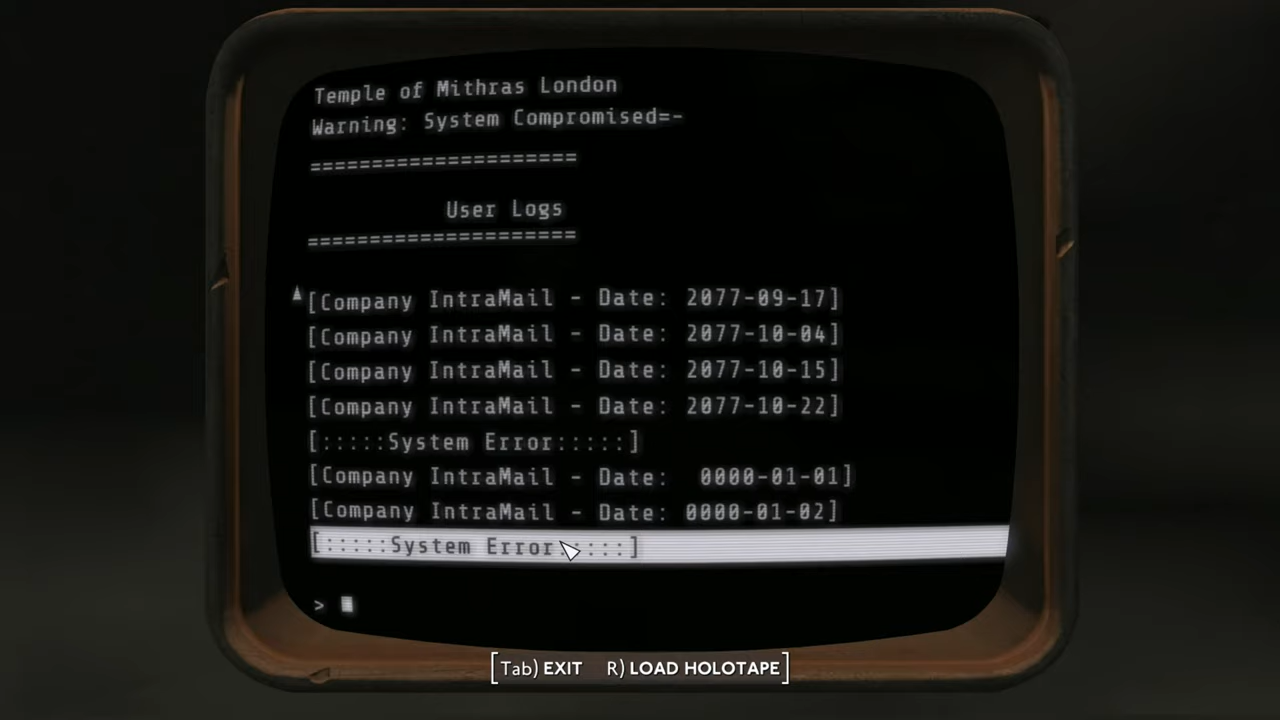 Temple of Mithras London
Warning: System Compromised=-
=====================
User Logs
=====================
[Company IntraMail - Date: 2077-09-17]
[Company IntraMail - Date: 2077-10-04]
[Company IntraMail - Date: 2077-10-15]
[Company IntraMail - Date: 2077-10-22]
[:::::System Error:::::]
[Company IntraMail - Date:  0000-01-01]
[Company IntraMail - Date: 0000-01-02]
[:::::System Error:::::]
>
[Tab) EXIT R) LOAD HOLOTAPE]